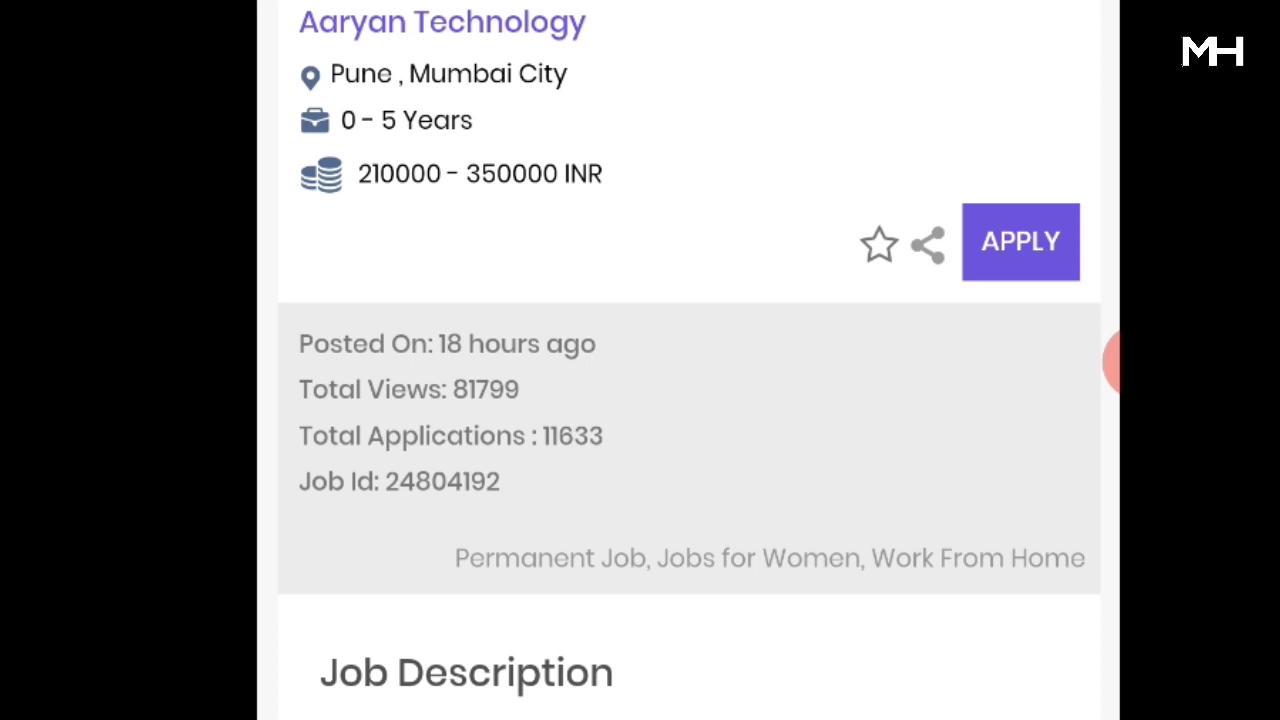 Aaryan Technology
MH
Pune , Mumbai City
0 - 5 Years
210000 - 350000 INR
APPLY
Posted On: 18 hours ago
Total Views: 81799
Total Applications : 11633
Job Id: 24804192
Permanent Job, Jobs for Women, Work From Home
Job Description